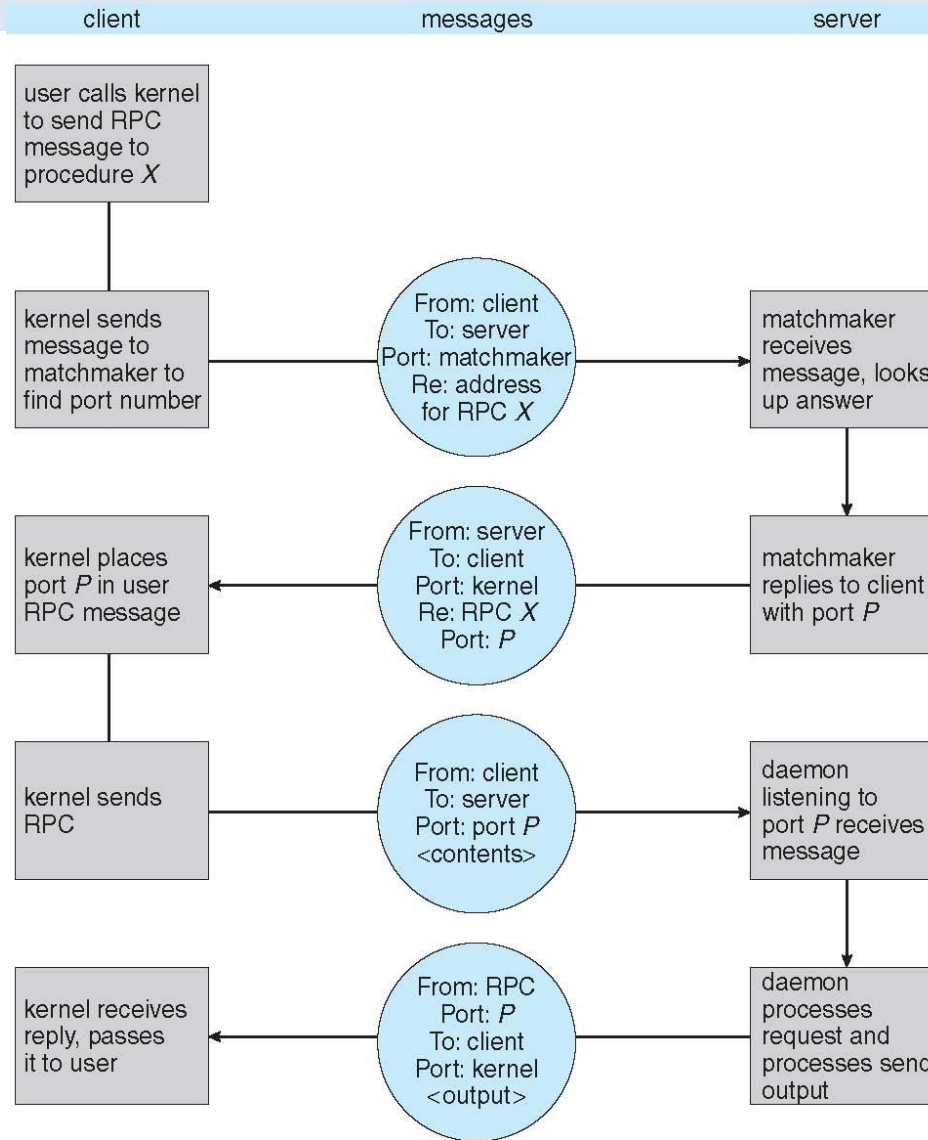 client
messages
server
user calls kernel
to send RPC
message to
procedure X
kernel sends
message to
matchmaker to
find port number
From: client
To: server
Port: matchmaker
Re: address
for RPC X
matchmaker
receives
message, looks
up answer
kernel places
port P in user
RPC message
From: server
To: client
Port: kernel
Re: RPC X
Port: P
matchmaker
replies to client
with port P
kernel sends
RPC
From: client
To: server
Port: port P
<contents>
daemon
listening to
port P receives
message
kernel receives
reply, passes
it to user
From: RPC
Port: P
To: client
Port: kernel
<output>
daemon
processes
request and
processes send
output